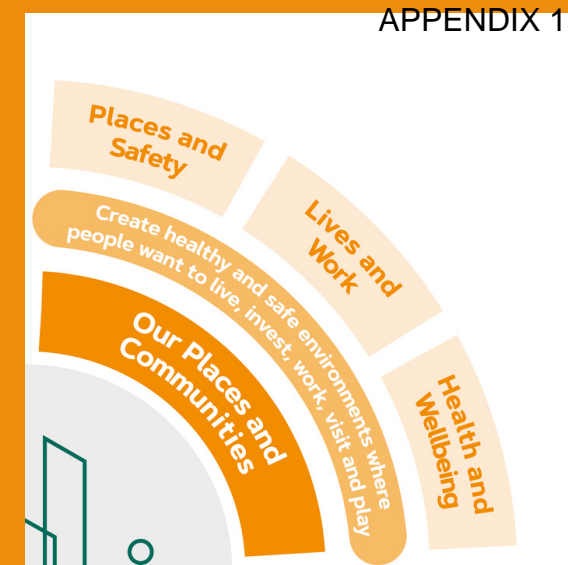 APPENDIX 1
Places and
Safety
Lives and
Work
Health and
Wellbeing
Create healthy and safe environments where
people want to live, invest, work, visit and play
Our Places and
Communities